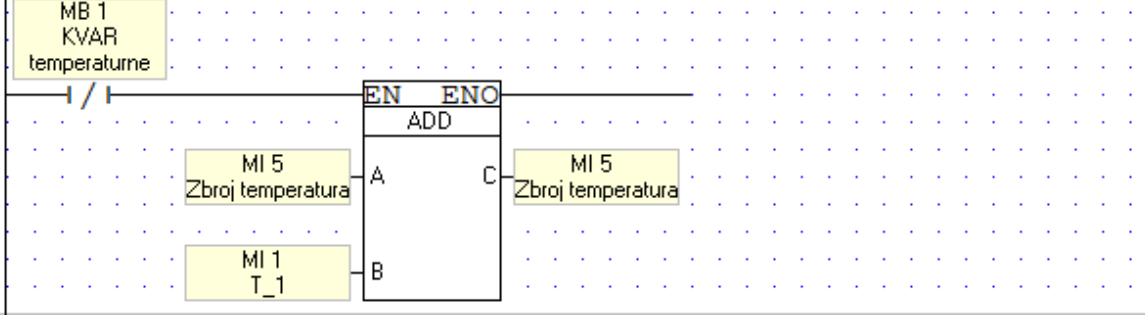 MB 1
KVAR
temperaturne
EN ENO
ADD
MI 5
Zbroj temperatura
A
C
MI 5
Zbroj temperatura
MI 1
T_1
B